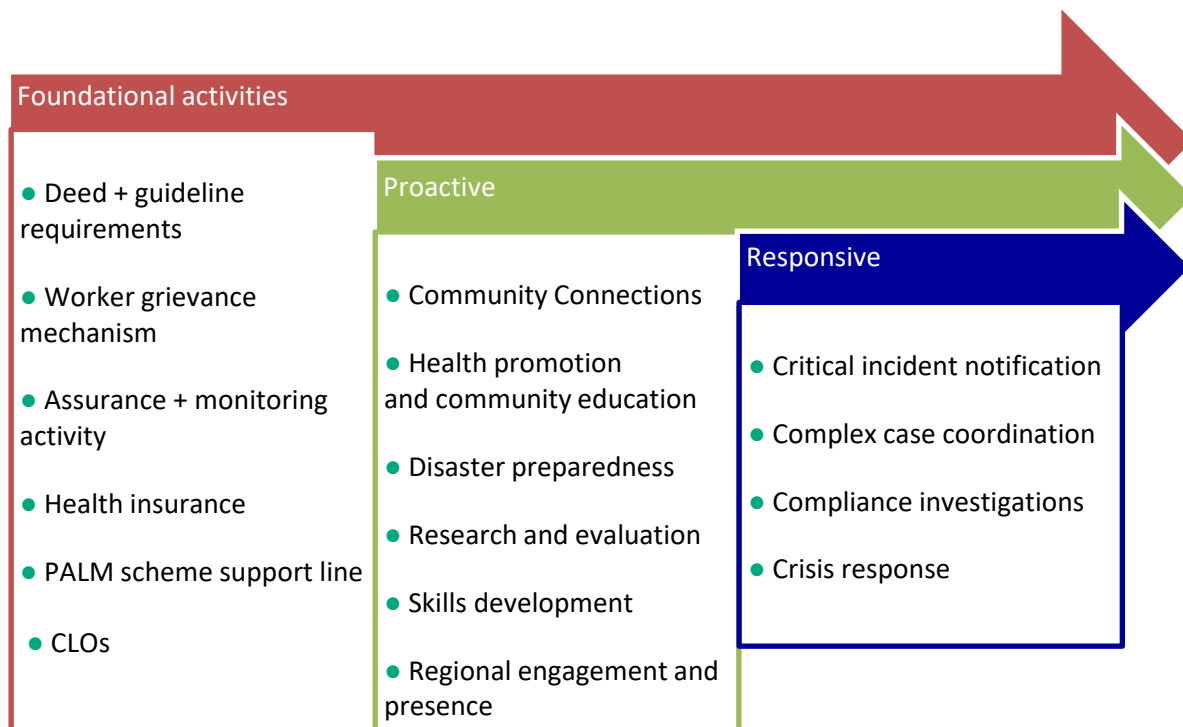 Foundational activities
● Deed + guideline
requirements
● Worker grievance
mechanism
● Assurance + monitoring
activity
● Health insurance
● PALM scheme support line
● CLOs
Proactive
● Community Connections
● Health promotion
and community education
● Disaster preparedness
● Research and evaluation
● Skills development
● Regional engagement and
presence
Responsive
● Critical incident notification
● Complex case coordination
● Compliance investigations
● Crisis response